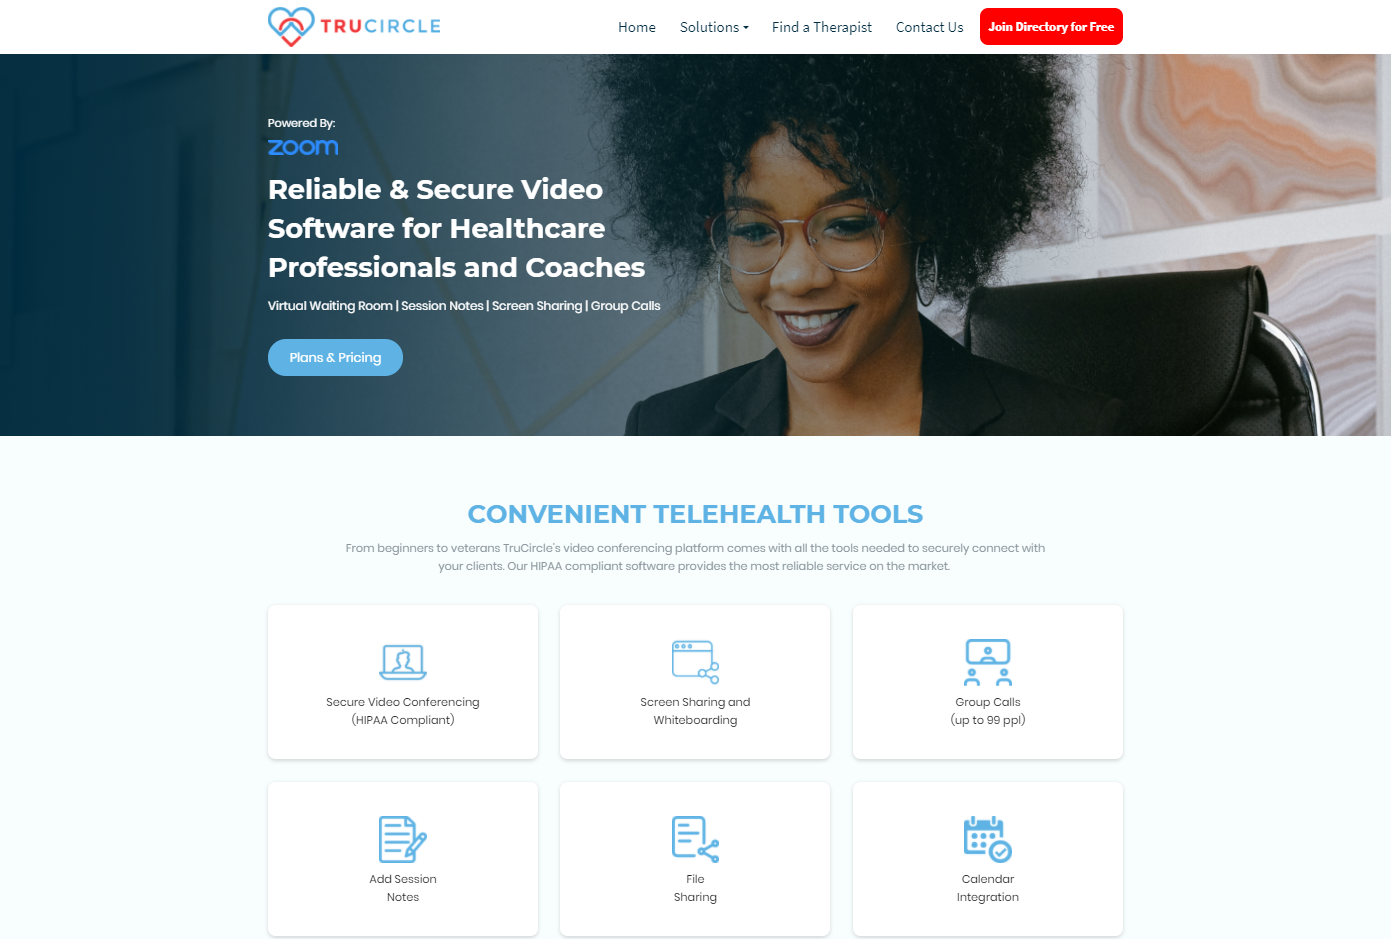 TRUCIRCLE
Home
Solutions
Find a Therapist
Contact Us
Join Directory for Free
Powered By:
zoom
Reliable & Secure Video
Software for Healthcare
Professionals and Coaches
Virtual Waiting Room | Session Notes | Screen Sharing | Group Calls
Plans & Pricing
CONVENIENT TELEHEALTH TOOLS
From beginners to veterans TruCircle's video conferencing platform comes with all the tools needed to securely connect with
your clients. Our HIPAA compliant software provides the most reliable service on the market.
Secure Video Conferencing
(HIPAA Compliant)
Screen Sharing and
Whiteboarding
Group Calls
(up to 99 ppl)
Add Session
Notes
File
Sharing
Calendar
Integration